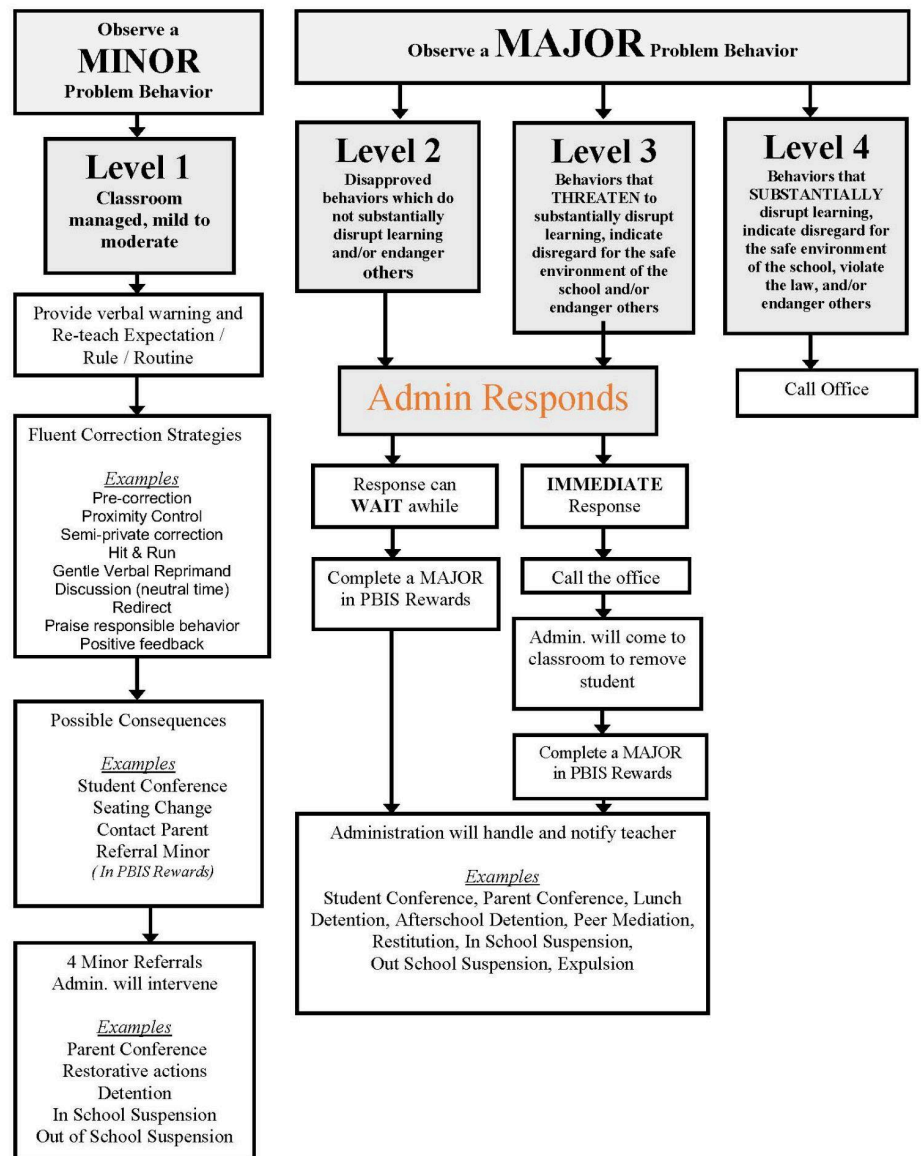 Observe a
MINOR
Problem Behavior
Level 1
Classroom
managed, mild to
moderate
Provide verbal warning and
Re-teach Expectation /
Rule / Routine
Fluent Correction Strategies
Examples
Pre-correction
Proximity Control
Semi-private correction
Hit & Run
Gentle Verbal Reprimand
Discussion (neutral time)
Redirect
Praise responsible behavior
Positive feedback
Possible Consequences
Examples
Student Conference
Seating Change
Contact Parent
Referral Minor
( In PBIS Rewards)
4 Minor Referrals
Admin. will intervene
Examples
Parent Conference
Restorative actions
Detention
In School Suspension
Out of School Suspension
Observe a MAJOR Problem Behavior
Level 2
Disapproved
behaviors which do
not substantially
disrupt learning
and/or endanger
others
Level 3
Behaviors that
THREATEN to
substantially disrupt
learning, indicate
disregard for the safe
environment of the
school and/or
endanger others
Level 4
Behaviors that
SUBSTANTIALLY
disrupt learning,
indicate disregard for
the safe environment
of the school, violate
the law, and/or
endanger others
Call Office
Admin Responds
Response can
WAIT awhile
Complete a MAJOR
in PBIS Rewards
IMMEDIATE
Response
Call the office
Admin. will come to
classroom to remove
student
Complete a MAJOR
in PBIS Rewards
Administration will handle and notify teacher
Examples
Student Conference, Parent Conference, Lunch
Detention, Afterschool Detention, Peer Mediation,
Restitution, In School Suspension,
Out School Suspension, Expulsion